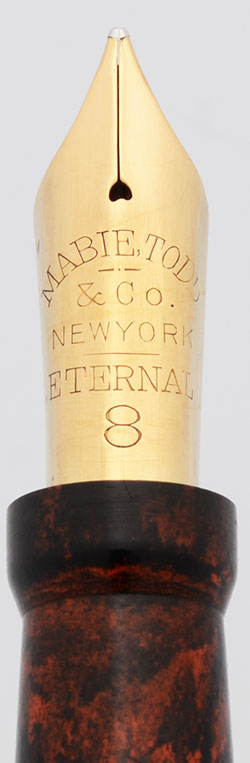 MABIE, TODD
& Co.
NEW YORK
ETERNAL
8